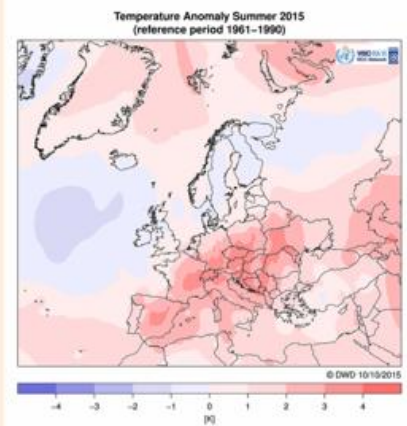 Temperature Anomaly Summer 2015
(reference period 1961−1990)
© DWD 10/10/2015
−4 −3 −2 −1 0 1 2 3 4
[K]